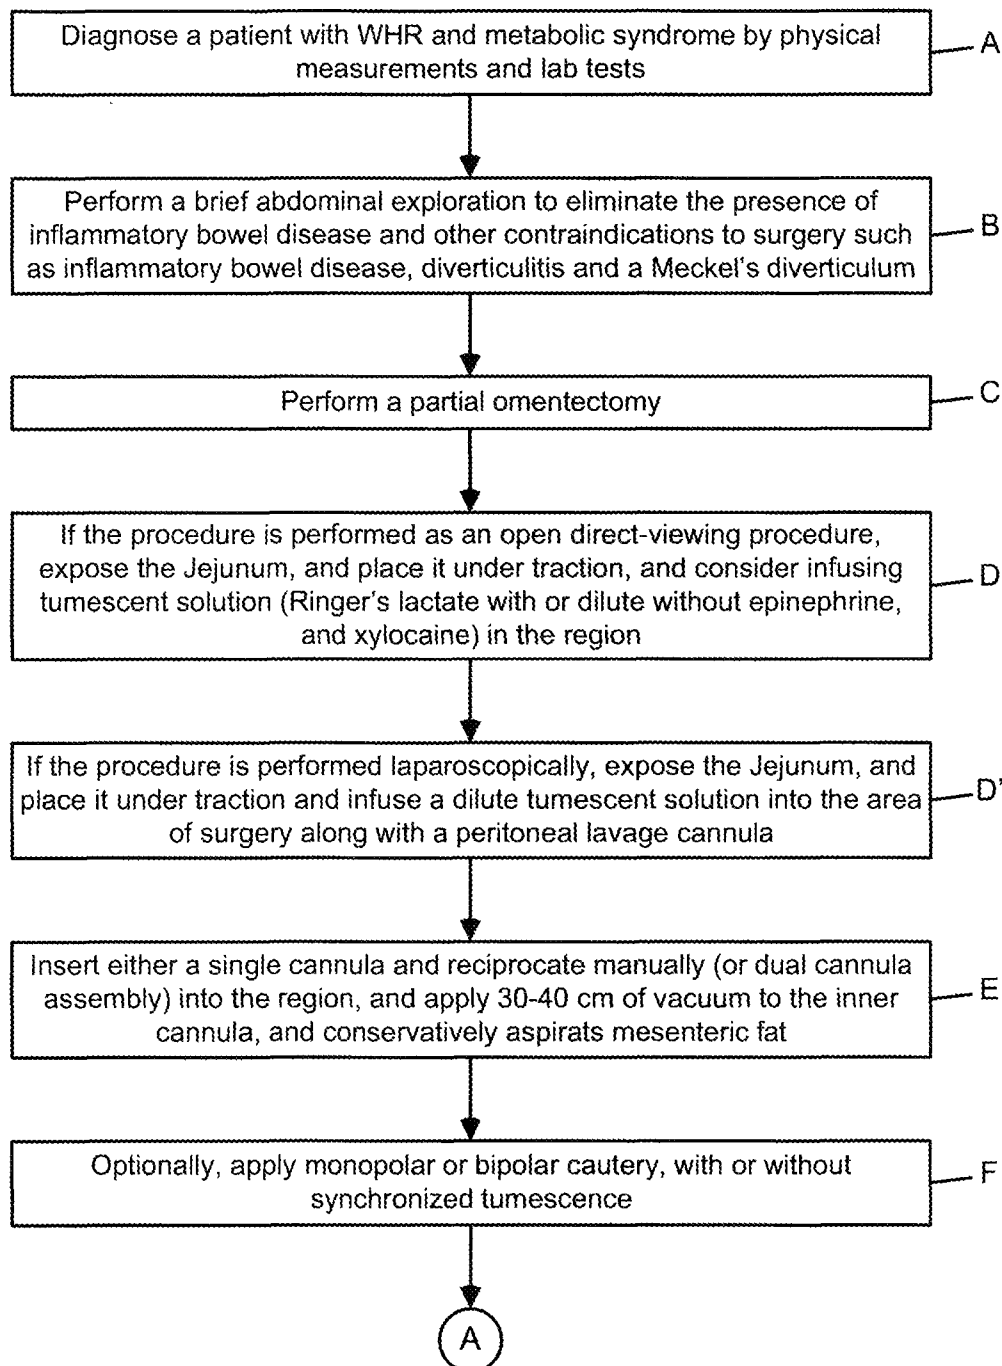 Diagnose a patient with WHR and metabolic syndrome by physical
measurements and lab tests
A
Perform a brief abdominal exploration to eliminate the presence of
inflammatory bowel disease and other contraindications to surgery such
as inflammatory bowel disease, diverticulitis and a Meckel's diverticulum
B
Perform a partial omentectomy
C
If the procedure is performed as an open direct-viewing procedure,
expose the Jejunum, and place it under traction, and consider infusing
tumescent solution (Ringer's lactate with or dilute without epinephrine,
and xylocaine) in the region
D
If the procedure is performed laparoscopically, expose the Jejunum, and
place it under traction and infuse a dilute tumescent solution into the area
of surgery along with a peritoneal lavage cannula
D'
Insert either a single cannula and reciprocate manually (or dual cannula
assembly) into the region, and apply 30-40 cm of vacuum to the inner
cannula, and conservatively aspirats mesenteric fat
E
Optionally, apply monopolar or bipolar cautery, with or without
synchronized tumescence
F
A